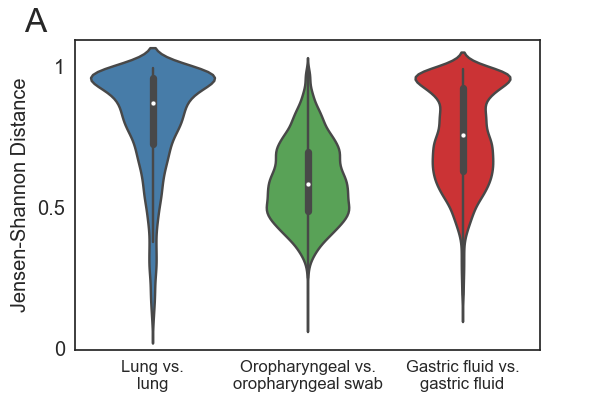 A
Jensen-Shannon Distance
1
0.5
0
Lung vs.
lung
Oropharyngeal vs.
oropharyngeal swab
Gastric fluid vs.
gastric fluid